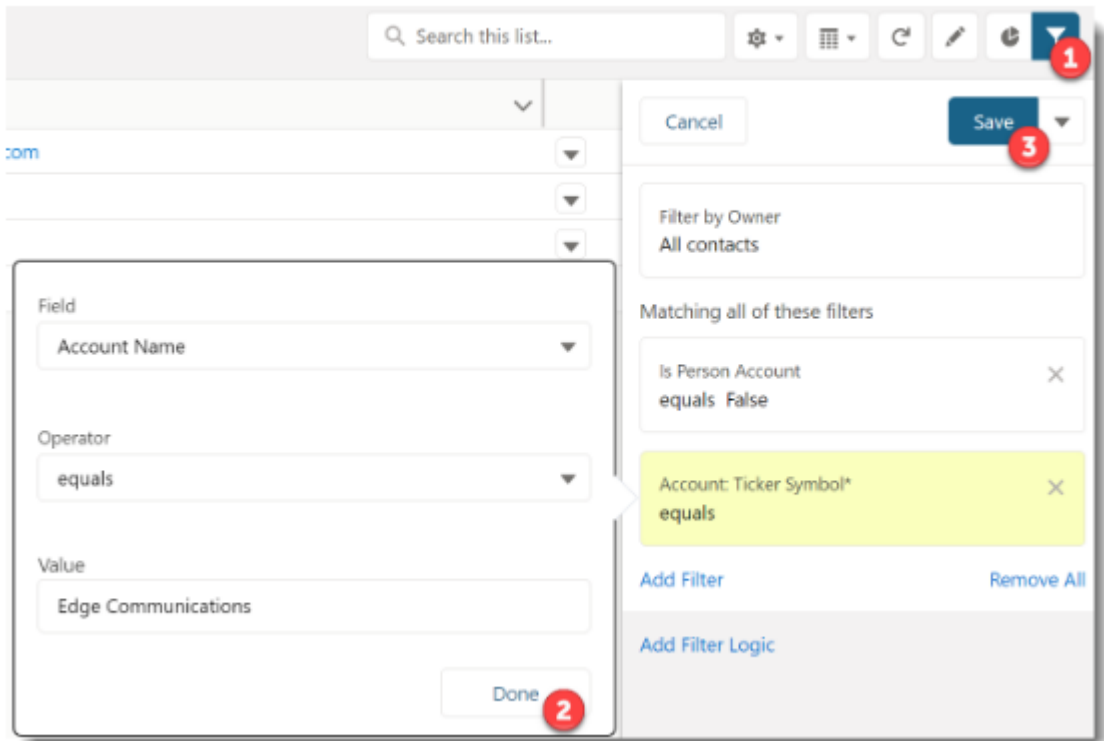 Search this list...
1
Cancel
Save
3
com
Filter by Owner
All contacts
Matching all of these filters
Is Person Account
equals False
Account: Ticker Symbol*
equals
Add Filter
Remove All
Add Filter Logic
Field
Account Name
Operator
equals
Value
Edge Communications
Done
2